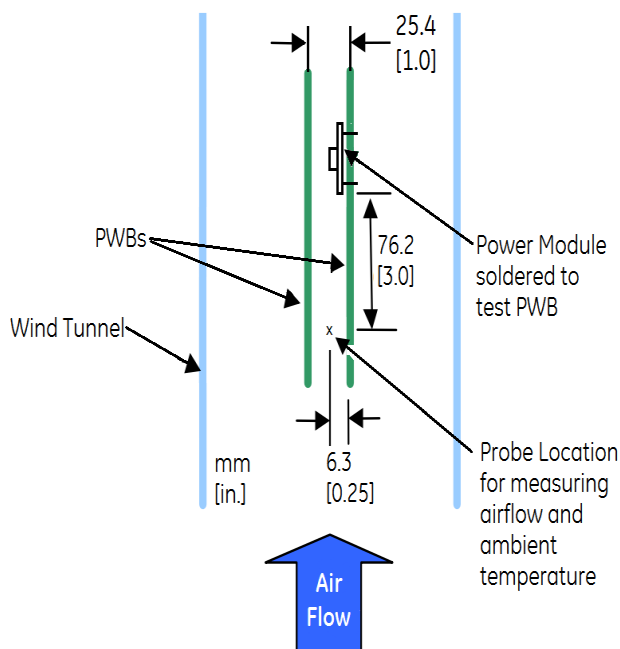 25.4
[1.0]
PWBs
76.2
[3.0]
Power Module
soldered to
test PWB
Wind Tunnel
x
mm
[in.]
6.3
[0.25]
Probe Location
for measuring
airflow and
ambient
temperature
Air
Flow